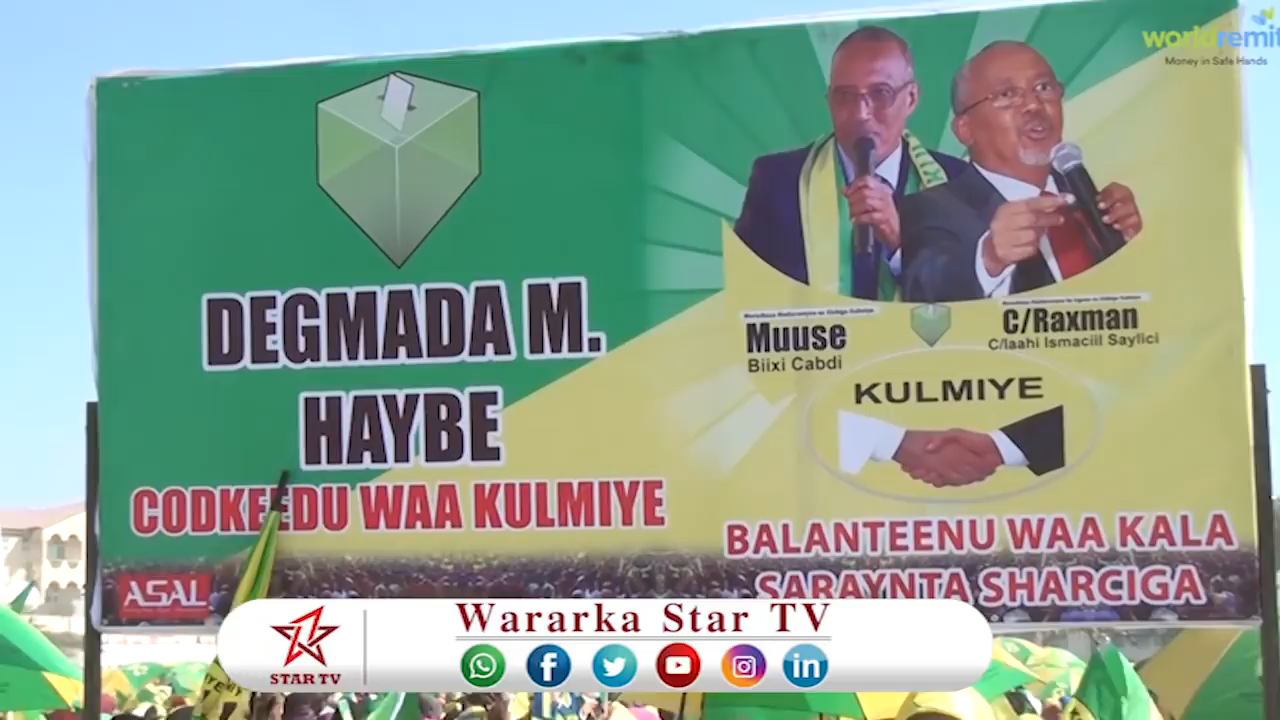 worldremit
Money in Safe Hands
KUL
DEGMADA M.
HAYBE
CODKEEDU WAA KULMIYE
ASAL
Muuse
Biixi Cabdi
C/Raxman
C/laahi Ismaciil Saylici
KULMIYE
BALANTEENU WAA KALA
SARAYNTA SHARCIGA
STAR TV
Wararka Star TV